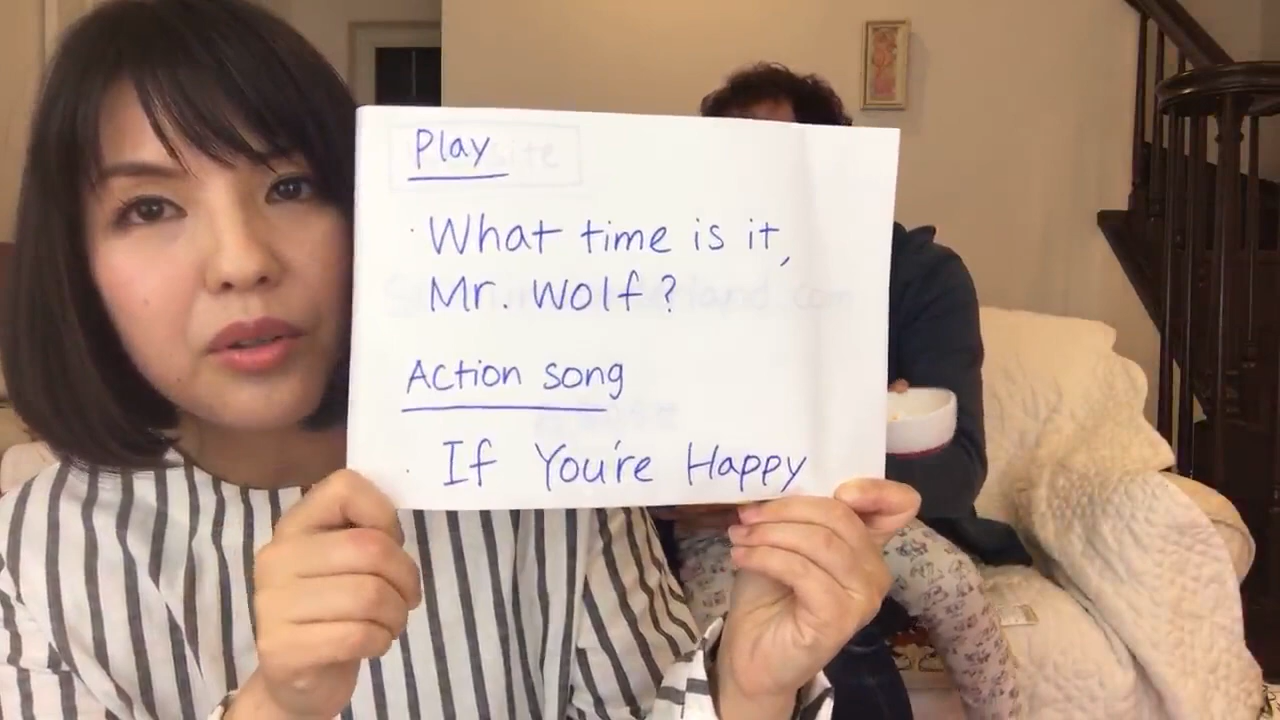 Play
· What time is it,
Mr. Wolf?
Action song
· If You're Happy